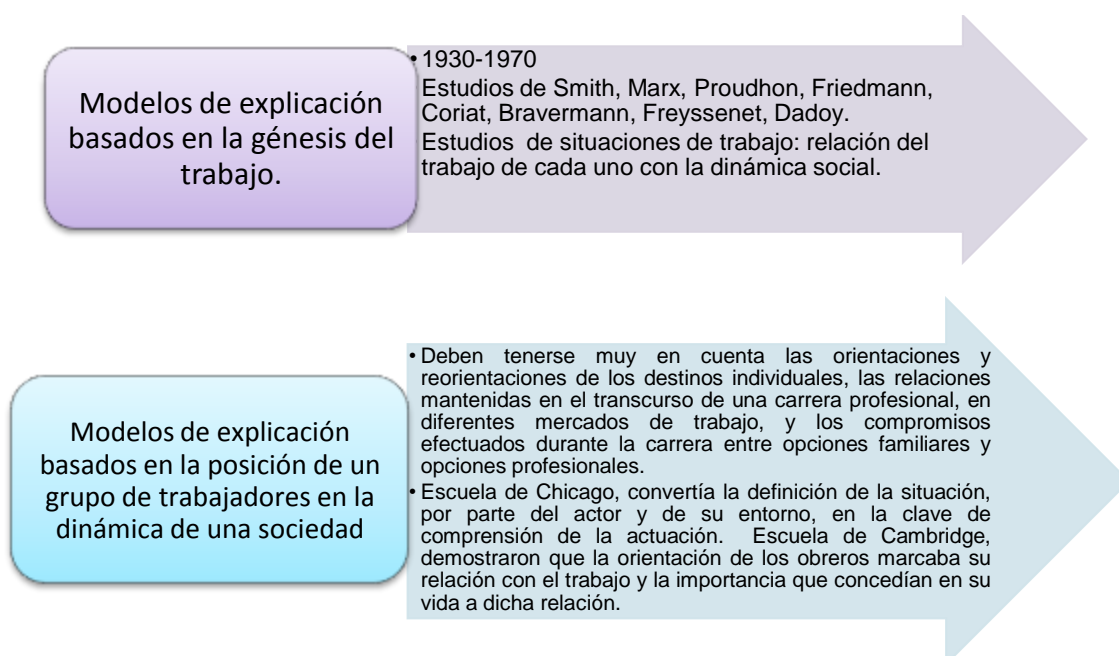 Modelos de explicación
basados en la génesis del
trabajo.
• 1930-1970
Estudios de Smith, Marx, Proudhon, Friedmann,
Coriat, Bravermann, Freyssenet, Dadoy.
Estudios de situaciones de trabajo: relación del
trabajo de cada uno con la dinámica social.
Modelos de explicación
basados en la posición de un
grupo de trabajadores en la
dinámica de una sociedad
• Deben tenerse muy en cuenta las orientaciones y
reorientaciones de los destinos individuales, las relaciones
mantenidas en el transcurso de una carrera profesional, en
diferentes mercados de trabajo, y los compromisos
efectuados durante la carrera entre opciones familiares y
opciones profesionales.
• Escuela de Chicago, convertía la definición de la situación,
por parte del actor y de su entorno, en la clave de
comprensión de la actuación. Escuela de Cambridge,
demostraron que la orientación de los obreros marcaba su
relación con el trabajo y la importancia que concedían en su
vida a dicha relación.